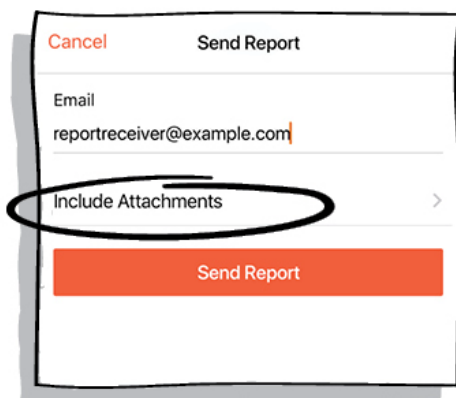 Cancel Send Report
Email
reportreceiver@example.com
Include Attachments
Send Report